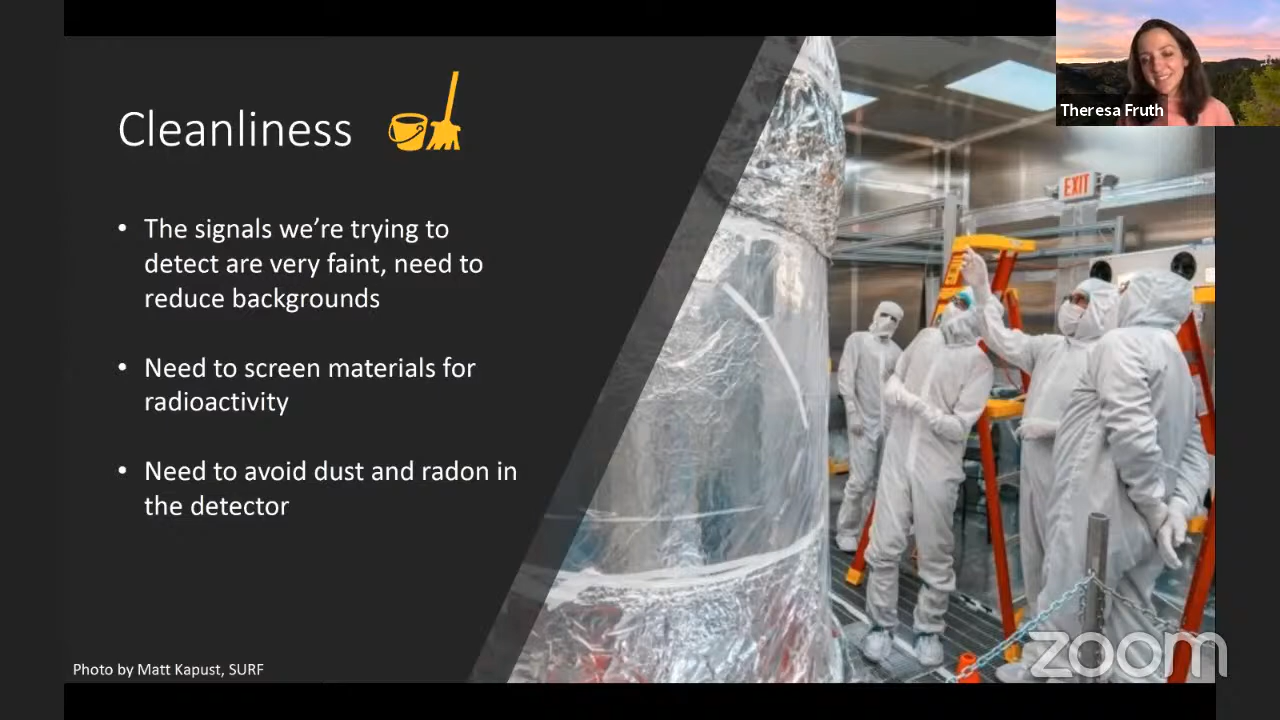 Theresa Fruth
Cleanliness
• The signals we're trying to
detect are very faint, need to
reduce backgrounds
• Need to screen materials for
radioactivity
• Need to avoid dust and radon in
the detector
EXIT
Photo by Matt Kapust, SURF
zoom